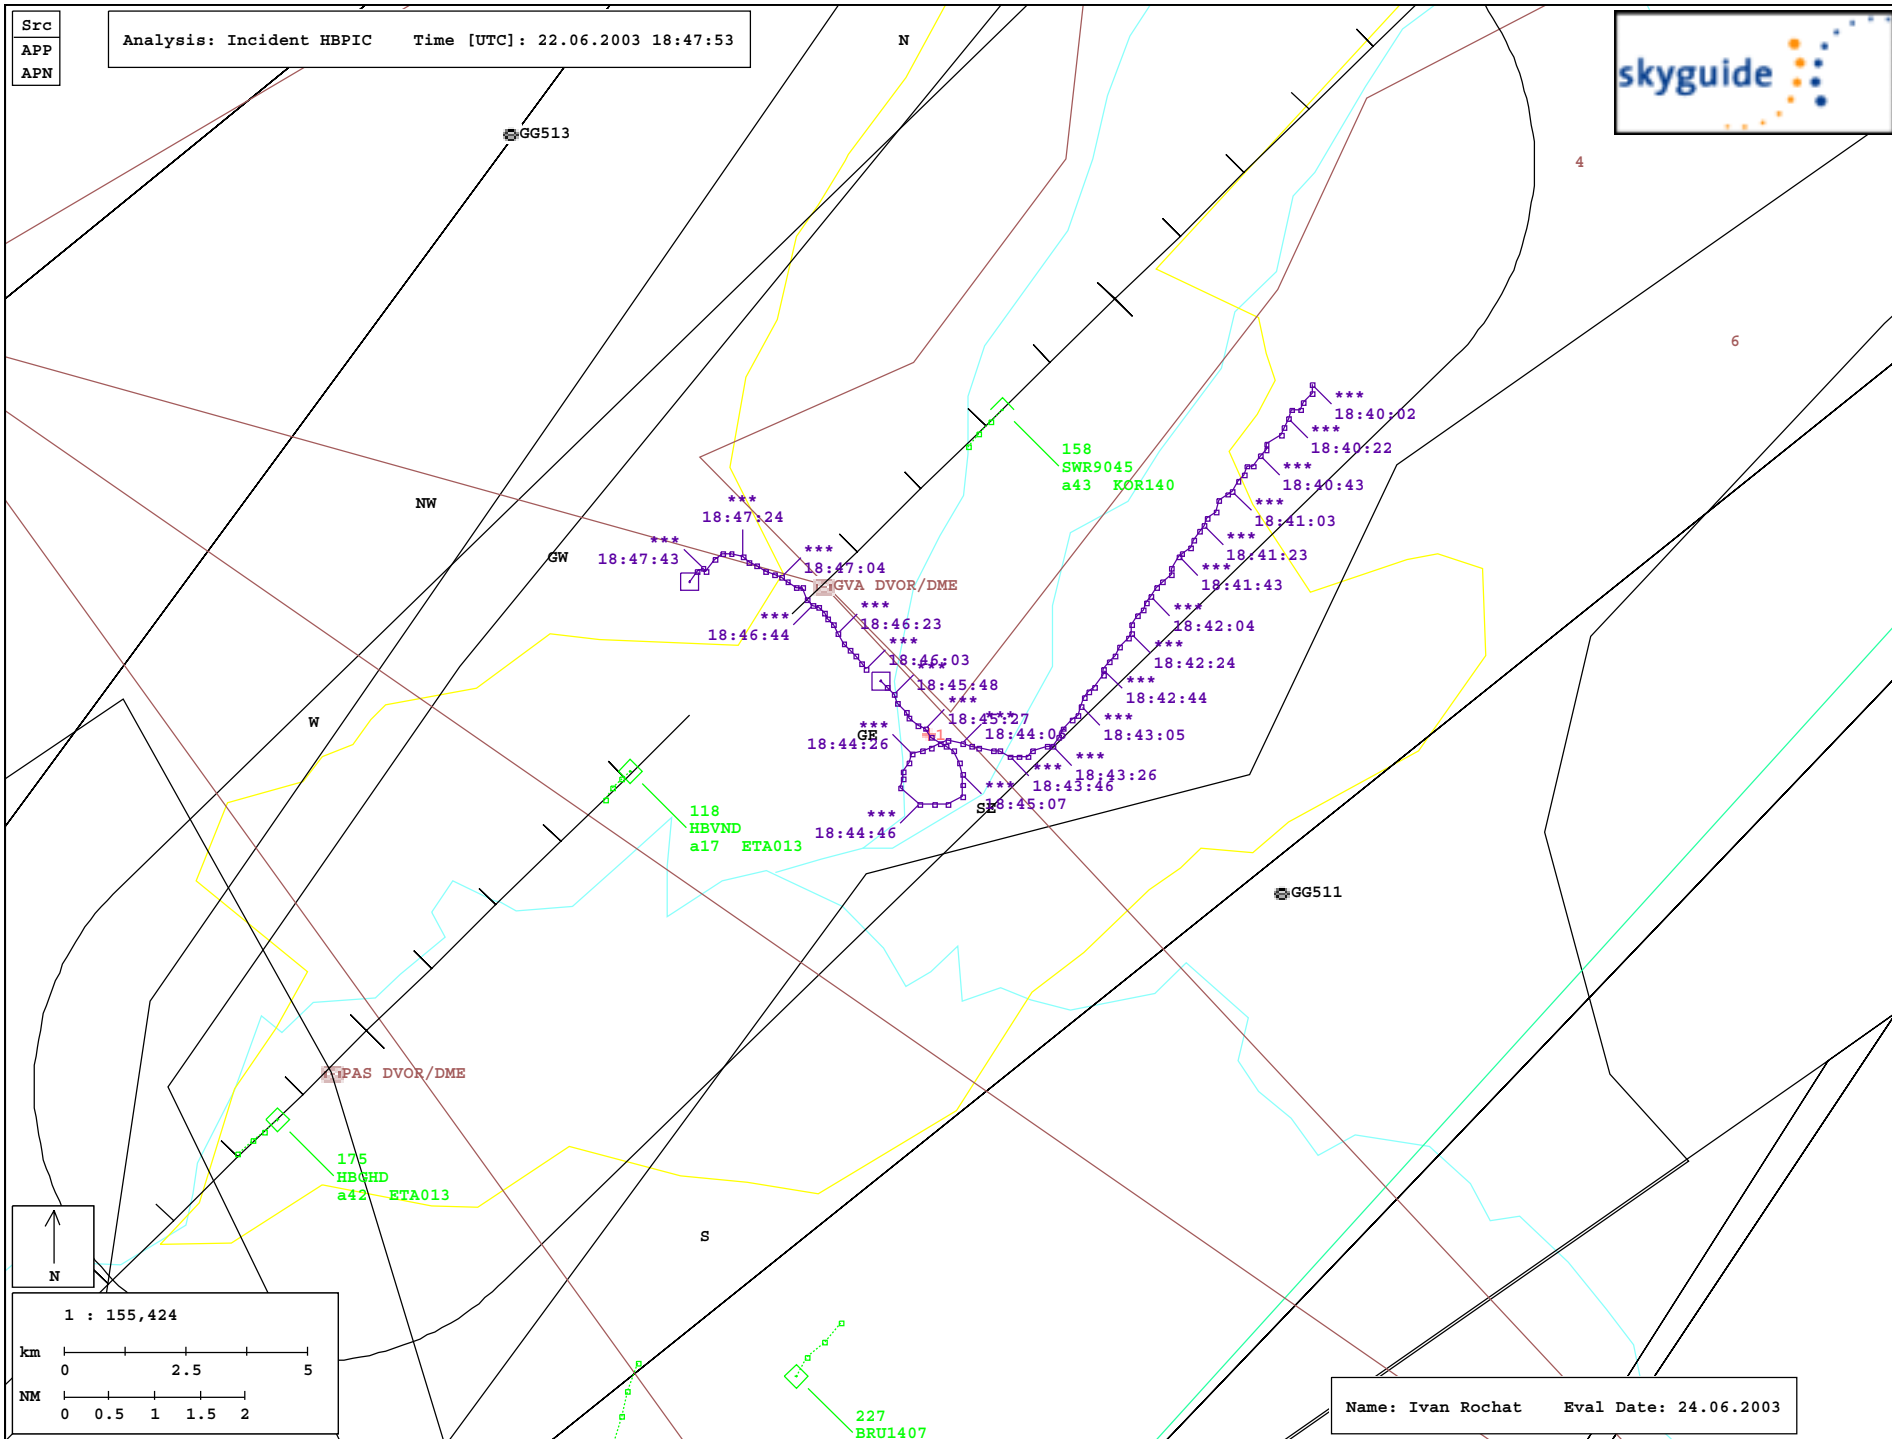 Src
APP
APN
Analysis: Incident HBPIC Time [UTC]: 22.06.2003 18:47:53
N
skyguide
GG513
4
6
***
18:40:02
***
18:40:22
***
18:40:43
***
18:41:03
***
18:41:23
***
18:41:43
***
18:42:04
***
18:42:24
***
18:42:44
***
18:43:05
***
18:43:26
***
18:43:46
158
SWR9045
a43 KOR140
NW
GW
***
18:47:24
***
18:47:43
***
18:47:04
GVA DVOR/DME
***
18:46:44
***
18:46:23
***
18:46:03
***
18:45:48
***
18:45:27
***
18:44:06
***
18:44:26
GE
***
18:45:07
SE
***
18:44:46
W
118
HBVND
a17 ETA013
GG511
PAS DVOR/DME
175
HBGHD
a42 ETA013
S
N
1 : 155,424
km
0 2.5 5
NM
0 0.5 1 1.5 2
227
BRU1407
Name: Ivan Rochat Eval Date: 24.06.2003